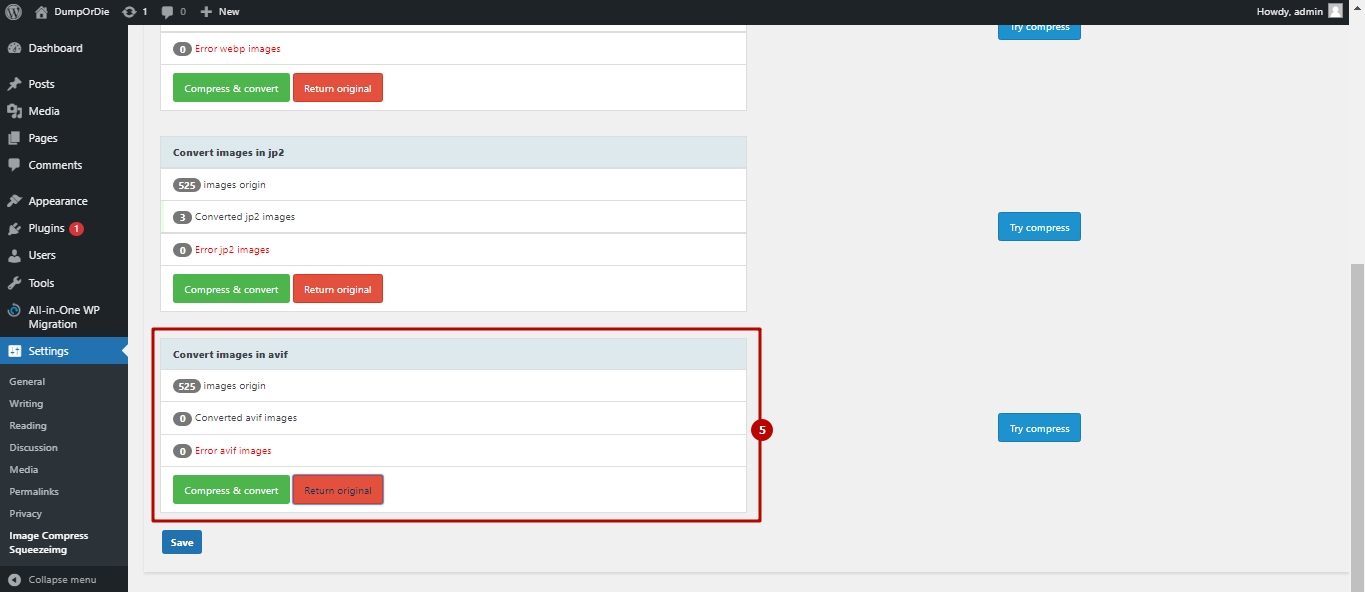 DumpOrDie 1 0 New Howdy, admin
Dashboard
Posts
Media
Pages
Comments
Appearance
Plugins 1
Users
Tools
All-in-One WP
Migration
Settings
General
Writing
Reading
Discussion
Media
Permalinks
Privacy
Image Compress
Squeezeimg
Collapse menu
Try compress
0 Error webp images
Compress & convert Return original
Convert images in jp2
525 images origin
3 Converted jp2 images
Try compress
0 Error jp2 images
Compress & convert Return original
Convert images in avif
525 images origin
0 Converted avif images
5
Try compress
0 Error avif images
Compress & convert Return original
Save